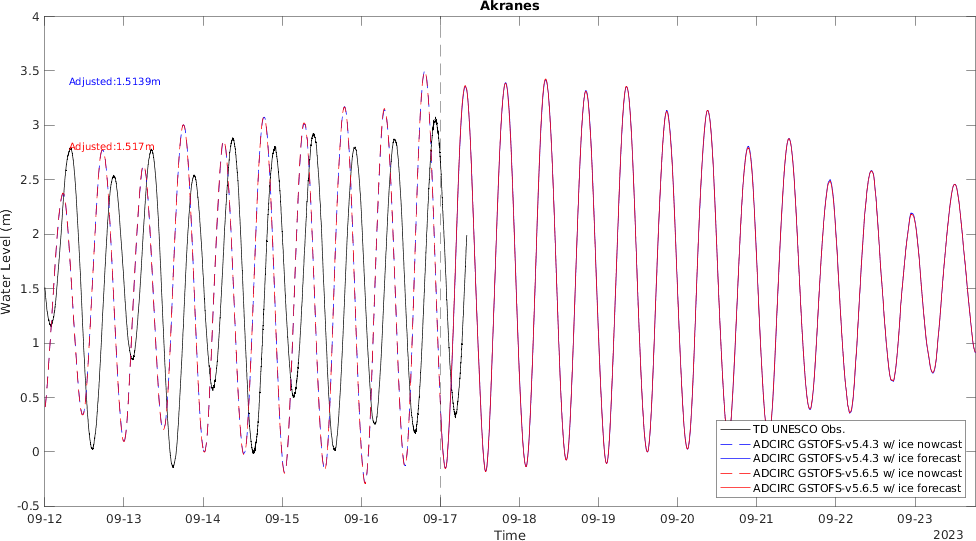 Akranes
4
3.5
3
2.5
2
1.5
1
0.5
0
-0.5
Water Level (m)
Adjusted:1.5139m
Adjusted:1.517m
TD UNESCO Obs.
ADCIRC GSTOFS-v5.4.3 w/ ice nowcast
ADCIRC GSTOFS-v5.4.3 w/ ice forecast
ADCIRC GSTOFS-v5.6.5 w/ ice nowcast
ADCIRC GSTOFS-v5.6.5 w/ ice forecast
09-12 09-13 09-14 09-15 09-16 09-17 09-18 09-19 09-20 09-21 09-22 09-23
Time
2023